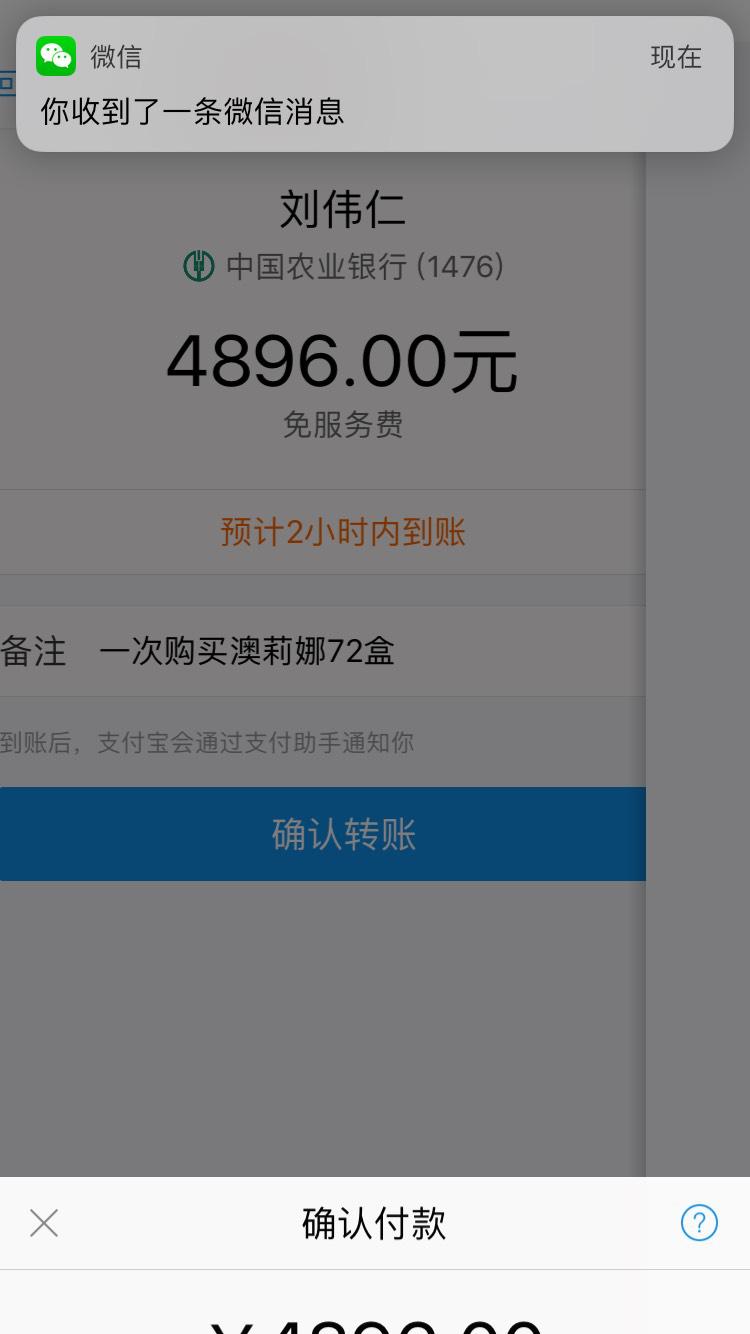 微信
现在
你收到了一条微信消息
刘伟仁
中国农业银行 (1476)
4896.00元
免服务费
预计2小时内到账
备注 一次购买澳莉娜72盒
到账后，支付宝会通过支付助手通知你
确认转账
确认付款
?
¥4896.00